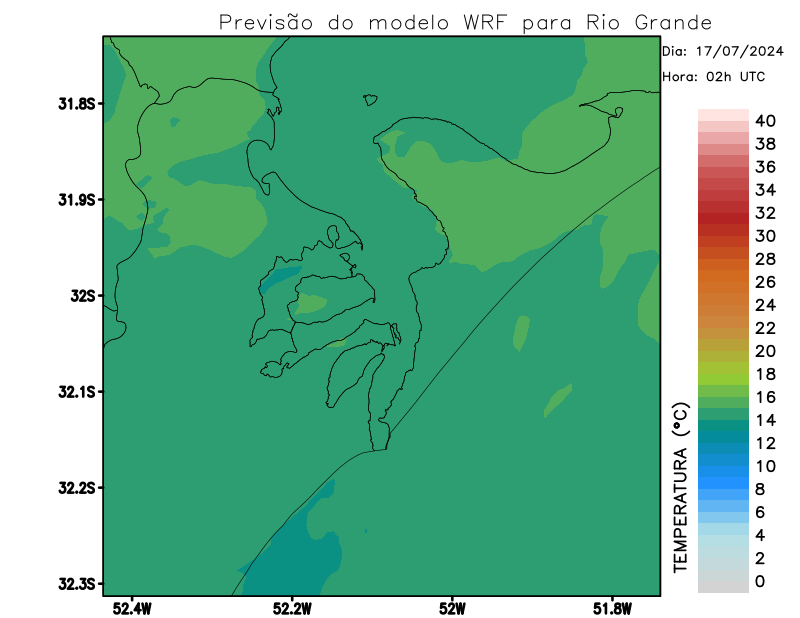 Previsão do modelo WRF para Rio Grande
Dia: 17/07/2024
Hora: 02h UTC
31.8S
31.9S
32S
32.1S
32.2S
32.3S
52.4W
52.2W
52W
51.8W
TEMPERATURA (°C)
40
38
36
34
32
30
28
26
24
22
20
18
16
14
12
10
8
6
4
2
0